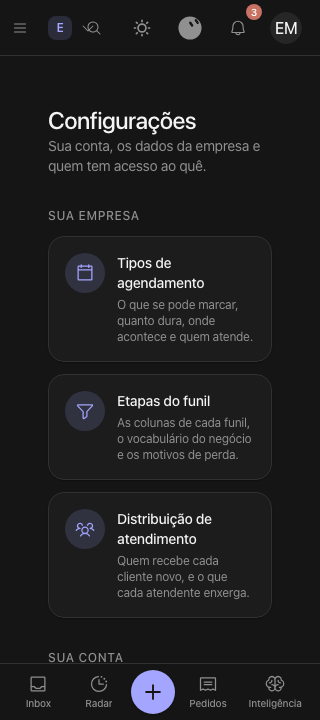 E
3
EM
Configurações
Sua conta, os dados da empresa e
quem tem acesso ao quê.
SUA EMPRESA
Tipos de
agendamento
O que se pode marcar,
quanto dura, onde
acontece e quem atende.
Etapas do funil
As colunas de cada funil,
o vocabulário do negócio
e os motivos de perda.
Distribuição de
atendimento
Quem recebe cada
cliente novo, e o que
cada atendente enxerga.
SUA CONTA
Inbox
Radar
Pedidos
Inteligência